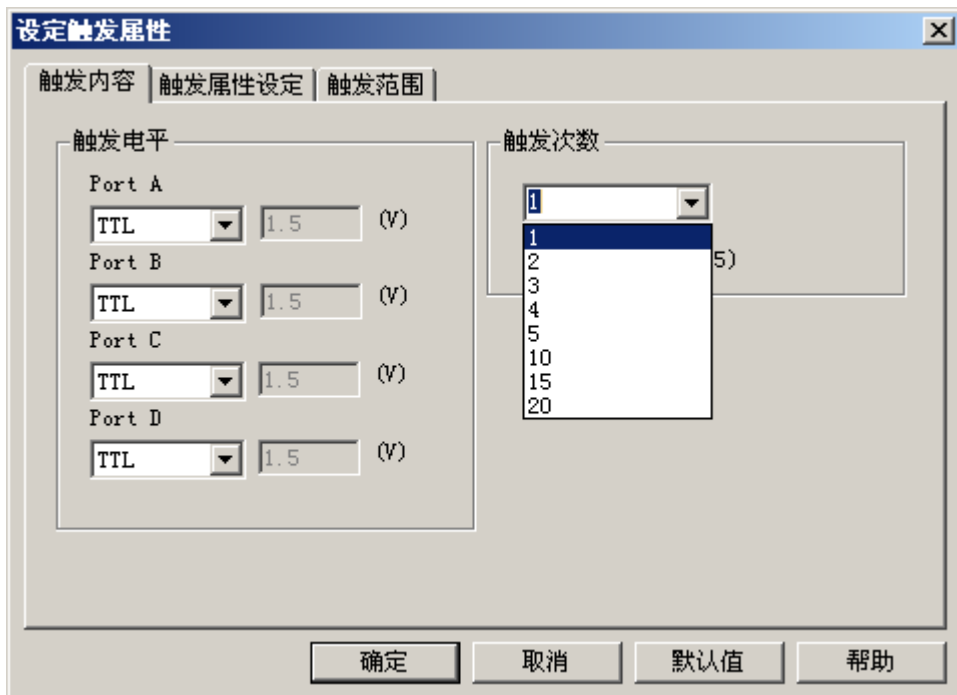 设定触发属性
触发内容 触发属性设定 触发范围
触发电平
Port A
TTL 1.5 (V)
Port B
TTL 1.5 (V)
Port C
TTL 1.5 (V)
Port D
TTL 1.5 (V)
触发次数
1
1
2
3
4
5
10
15
20
5)
确定 取消 默认值 帮助